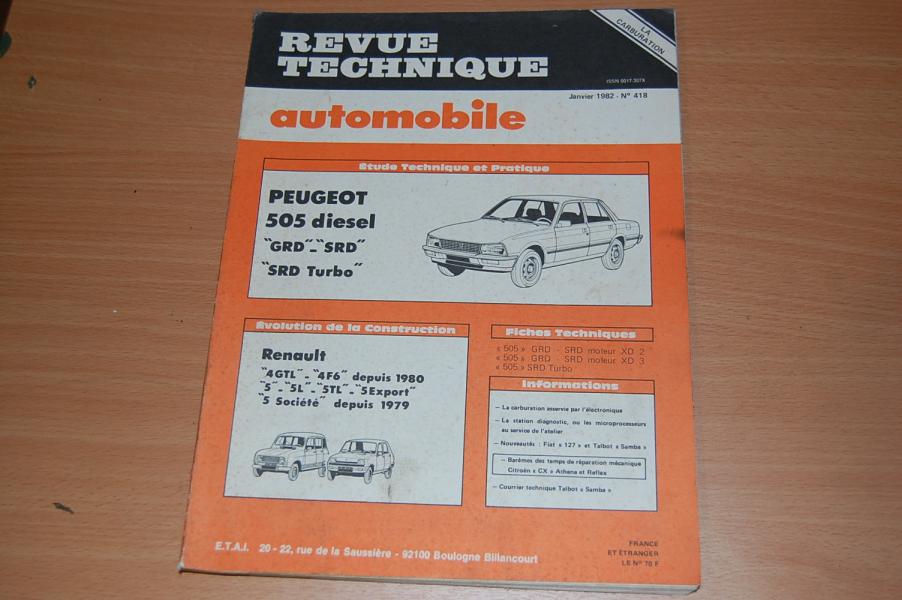 REVUE
TECHNIQUE
LA
CARBURATION
ISSN 0017.307X
Janvier 1982 - N° 418
automobile
Étude Technique et Pratique
PEUGEOT
505 diesel
"GRD"-"SRD"
"SRD Turbo"
Évolution de la Construction
Renault
"4GTL"-"4F6" depuis 1980
"5"-"5L"-"5TL"-"5Export"
"5 Société" depuis 1979
Fiches Techniques
« 505 » GRD - SRD moteur XD 2
« 505 » GRD - SRD moteur XD 3
« 505 » SRD Turbo
Informations
– La carburation asservie par l'électronique
– La station diagnostic, ou les microprocesseurs
au service de l'atelier
– Nouveautés : Fiat « 127 » et Talbot « Samba »
– Barèmes des temps de réparation mécanique
Citroën « CX » Athena et Reflex
– Courrier technique Talbot « Samba »
E.T.A.I. 20 - 22, rue de la Saussière - 92100 Boulogne Billancourt
FRANCE
ET ÉTRANGER
LE N° 70 F